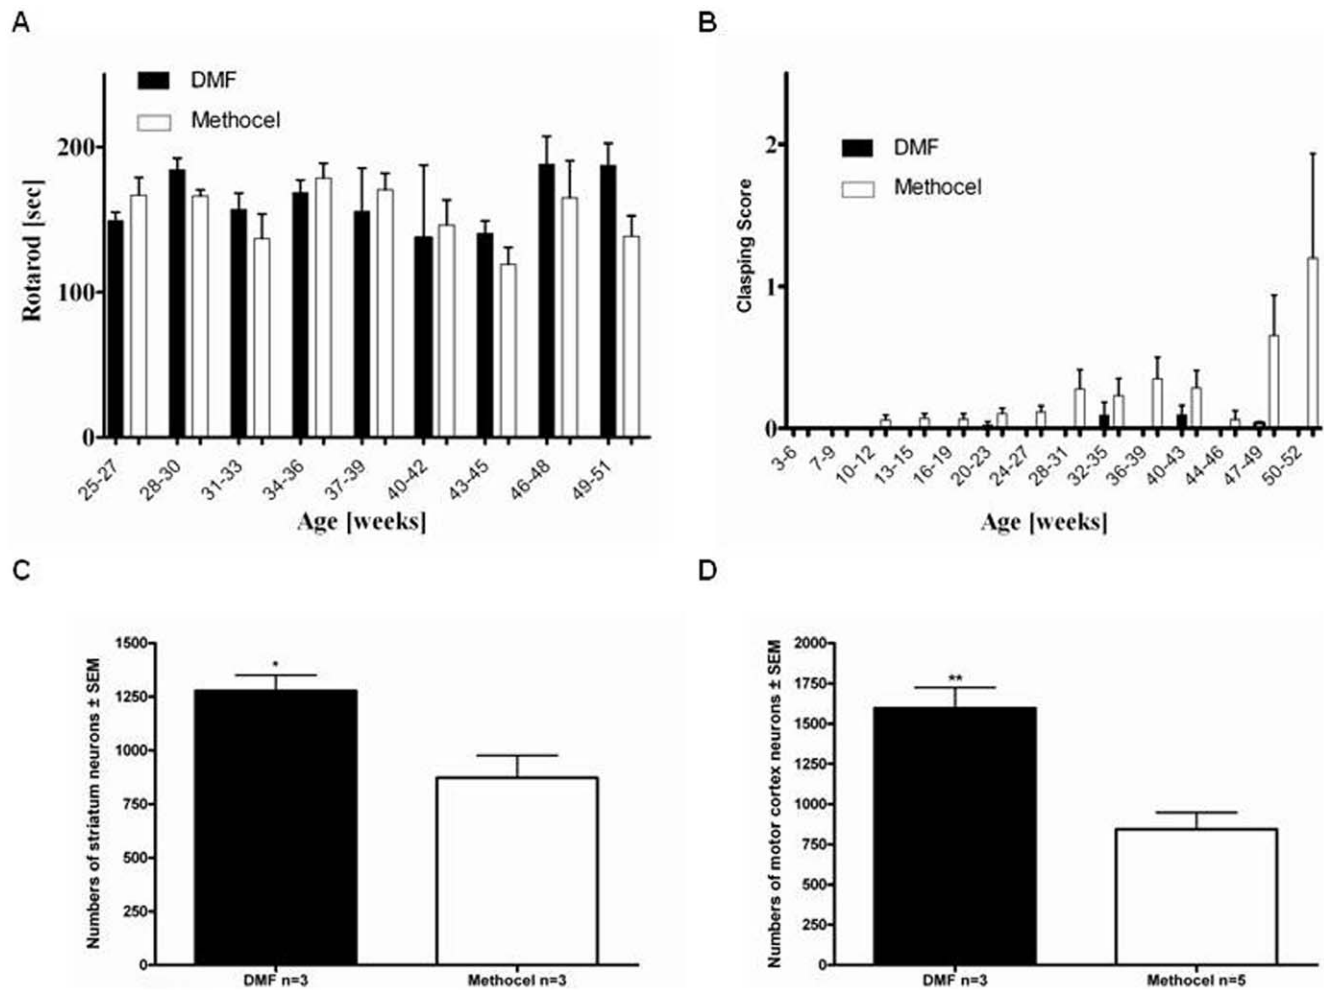 A
DMF
Methocel
Rotarod [sec]
200
100
0
25-27
28-30
31-33
34-36
37-39
40-42
43-45
46-48
49-51
Age [weeks]
B
DMF
Methocel
Clasping Score
2
1
0
3-6
7-9
10-12
13-15
16-19
20-23
24-27
28-31
32-35
36-39
40-43
44-46
47-49
50-52
Age [weeks]
C
Numbers of striatum neurons ± SEM
1500
1250
1000
750
500
250
0
*
DMF n=3
Methocel n=3
D
Numbers of motor cortex neurons ± SEM
2000
1750
1500
1250
1000
750
500
250
0
**
DMF n=3
Methocel n=5